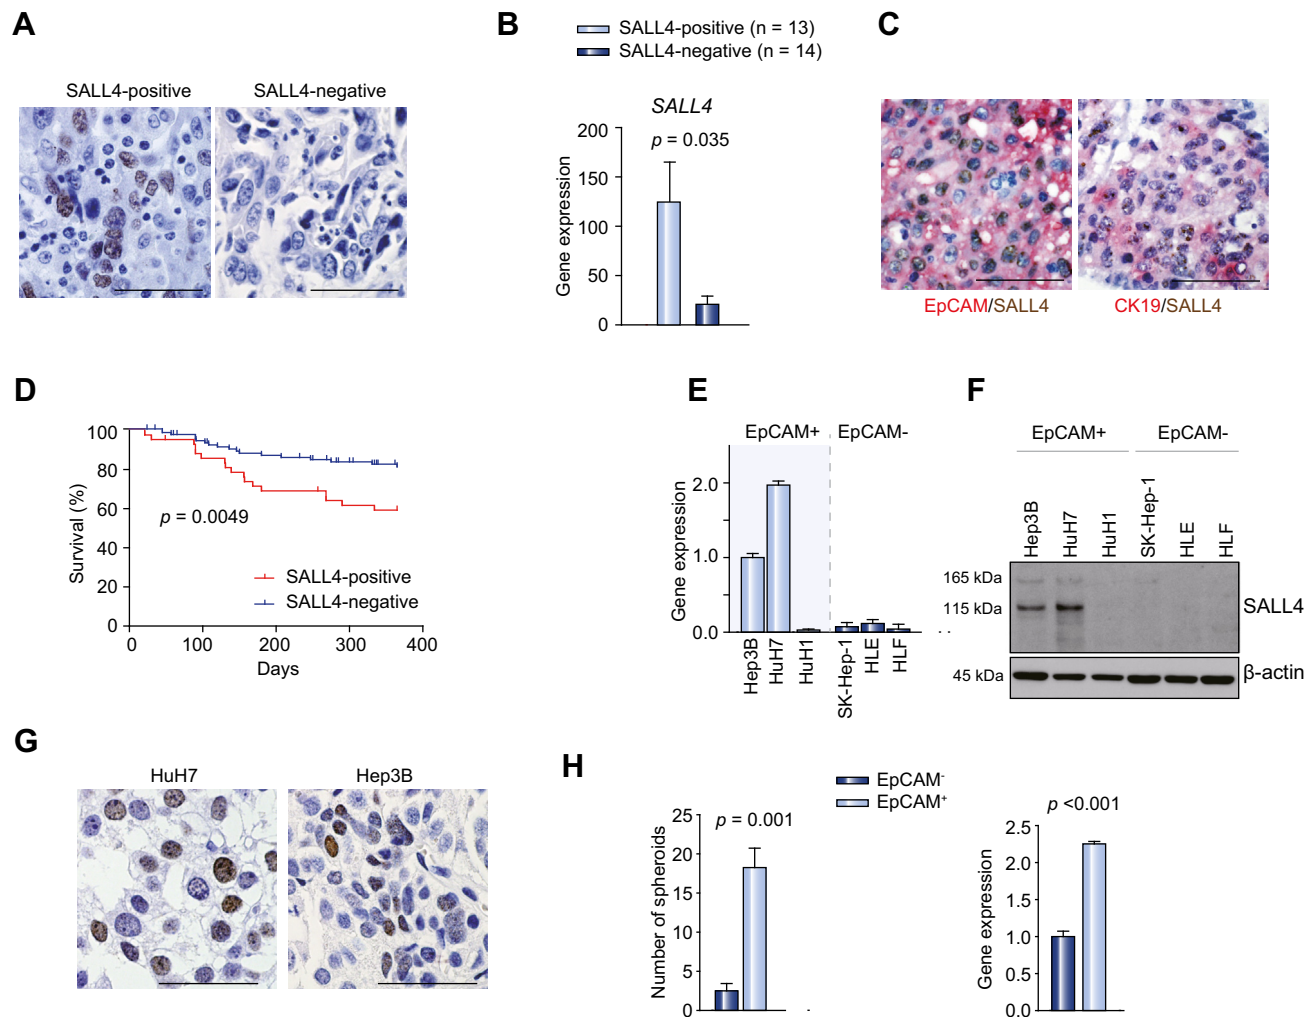 A
SALL4-positive
SALL4-negative
B
SALL4-positive (n = 13)
SALL4-negative (n = 14)
SALL4
p = 0.035
Gene expression
200
150
100
50
0
C
EpCAM/SALL4
CK19/SALL4
D
Survival (%)
100
80
60
40
20
0
p = 0.0049
SALL4-positive
SALL4-negative
0
100
200
300
400
Days
E
EpCAM+
EpCAM-
Gene expression
2.0
1.0
0.0
Hep3B
HuH7
HuH1
SK-Hep-1
HLE
HLF
F
EpCAM+
EpCAM-
Hep3B
HuH7
HuH1
SK-Hep-1
HLE
HLF
165 kDa
115 kDa
SALL4
45 kDa
β-actin
G
HuH7
Hep3B
H
EpCAM-
EpCAM+
p = 0.001
Number of spheroids
25
20
15
10
5
0
p <0.001
Gene expression
2.5
2.0
1.0
0.5
0.0